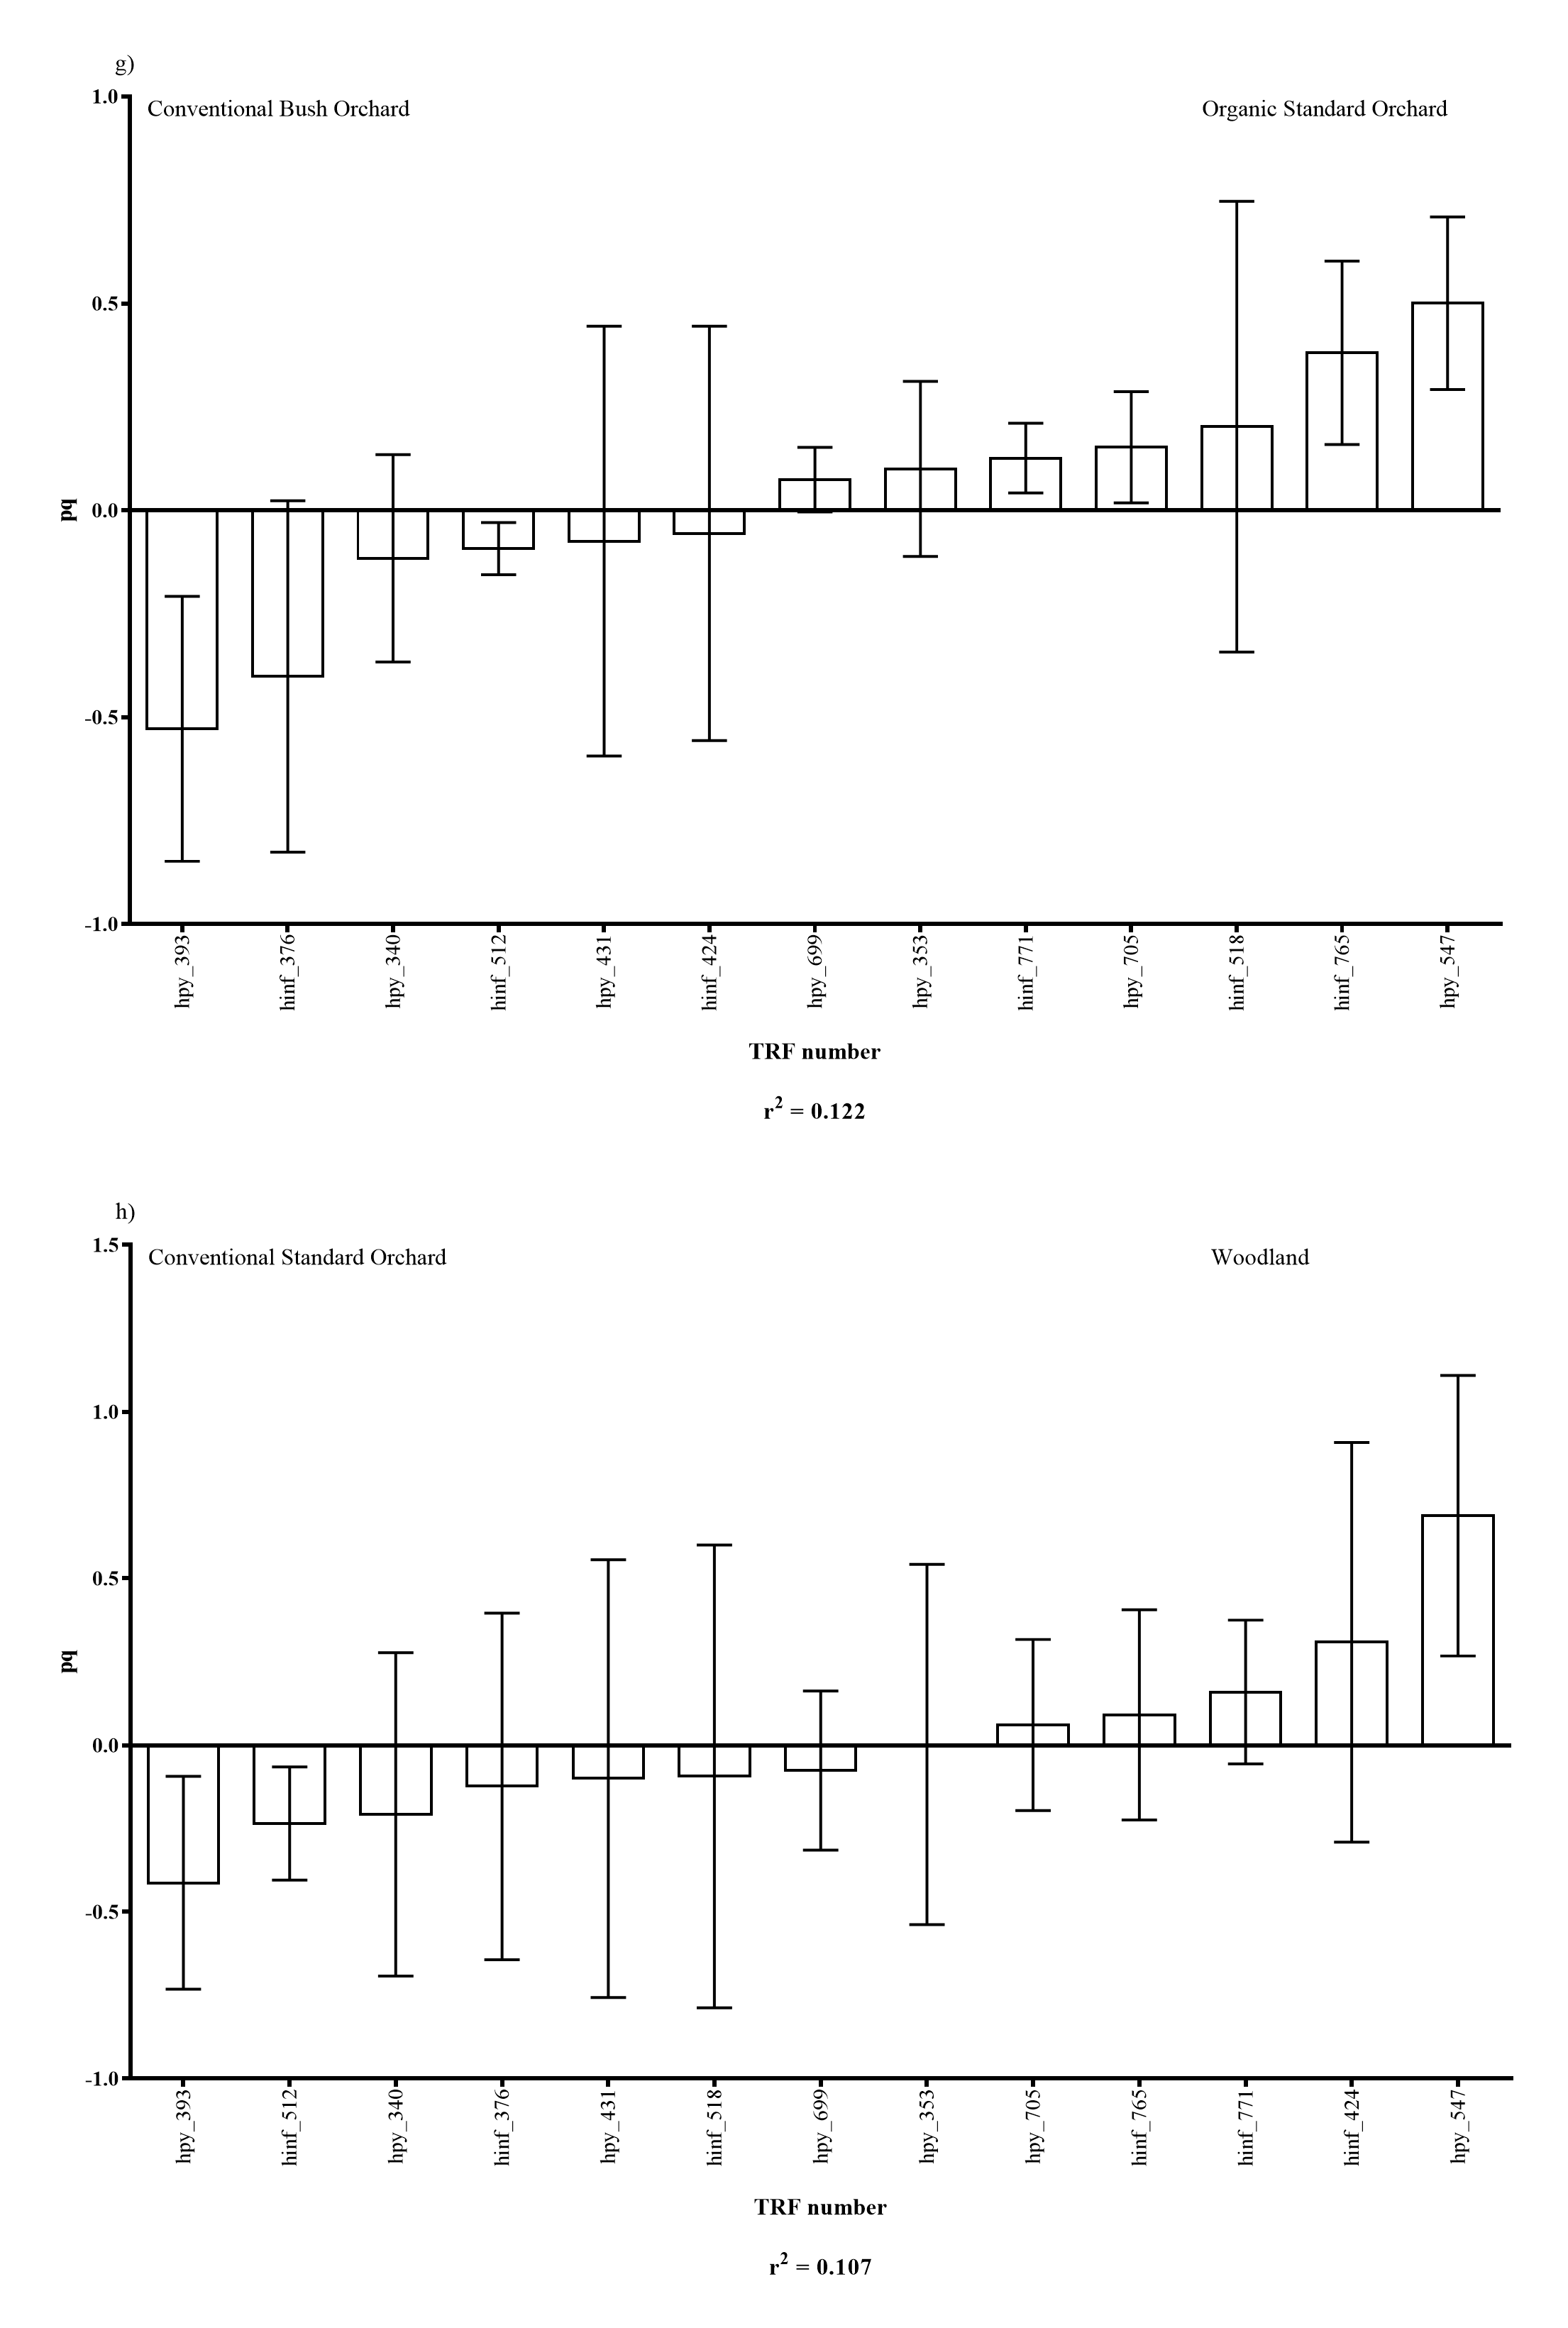 g)
1.0
Conventional Bush Orchard Organic Standard Orchard
0.5
0.0
pq
-0.5
-1.0
hpy_393 hinf_376 hpy_340 hinf_512 hpy_431 hinf_424 hpy_699 hpy_353 hinf_771 hpy_705 hinf_518 hinf_765 hpy_547
TRF number
r² = 0.122
h)
1.5
Conventional Standard Orchard Woodland
1.0
0.5
pq
0.0
-0.5
-1.0
hpy_393 hinf_512 hpy_340 hinf_376 hpy_431 hinf_518 hpy_699 hpy_353 hpy_705 hinf_765 hinf_771 hinf_424 hpy_547
TRF number
r² = 0.107